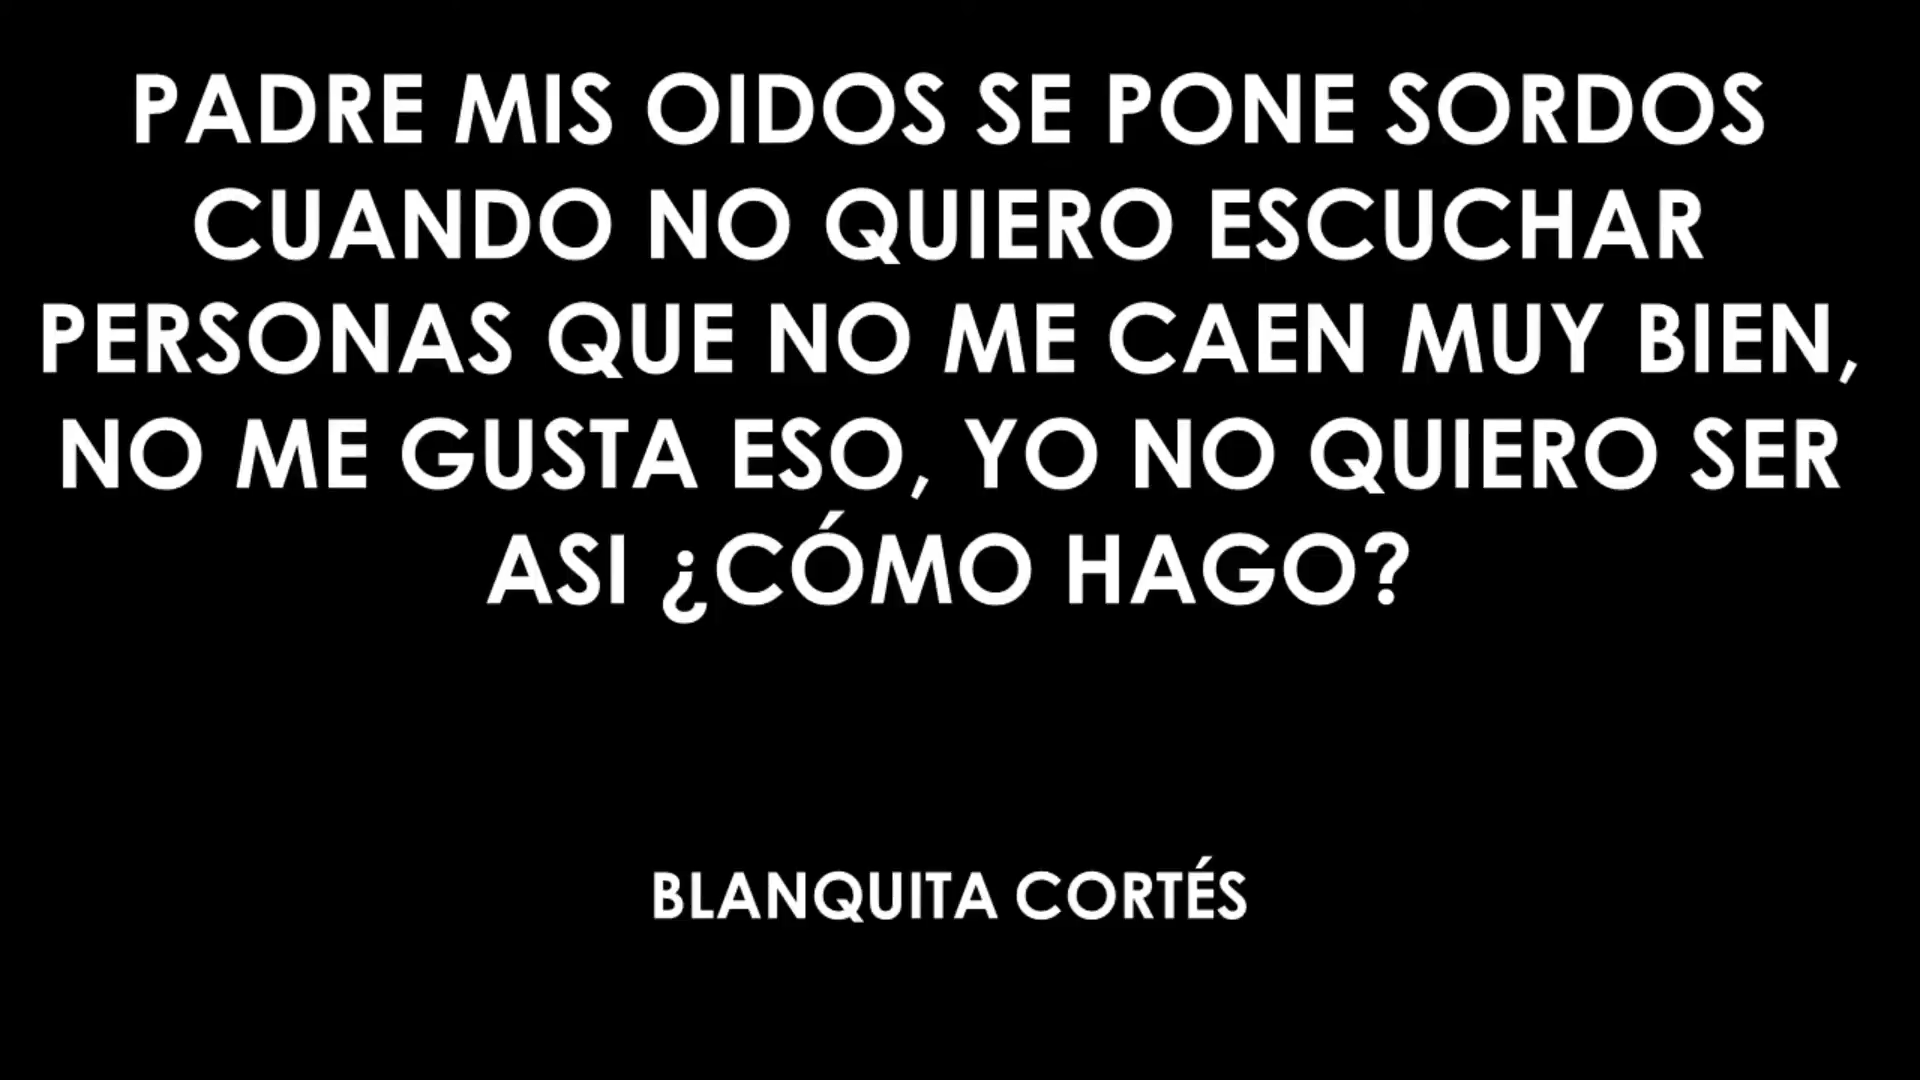 PADRE MIS OIDOS SE PONE SORDOS
CUANDO NO QUIERO ESCUCHAR
PERSONAS QUE NO ME CAEN MUY BIEN,
NO ME GUSTA ESO, YO NO QUIERO SER
ASI ¿CÓMO HAGO?
BLANQUITA CORTÉS